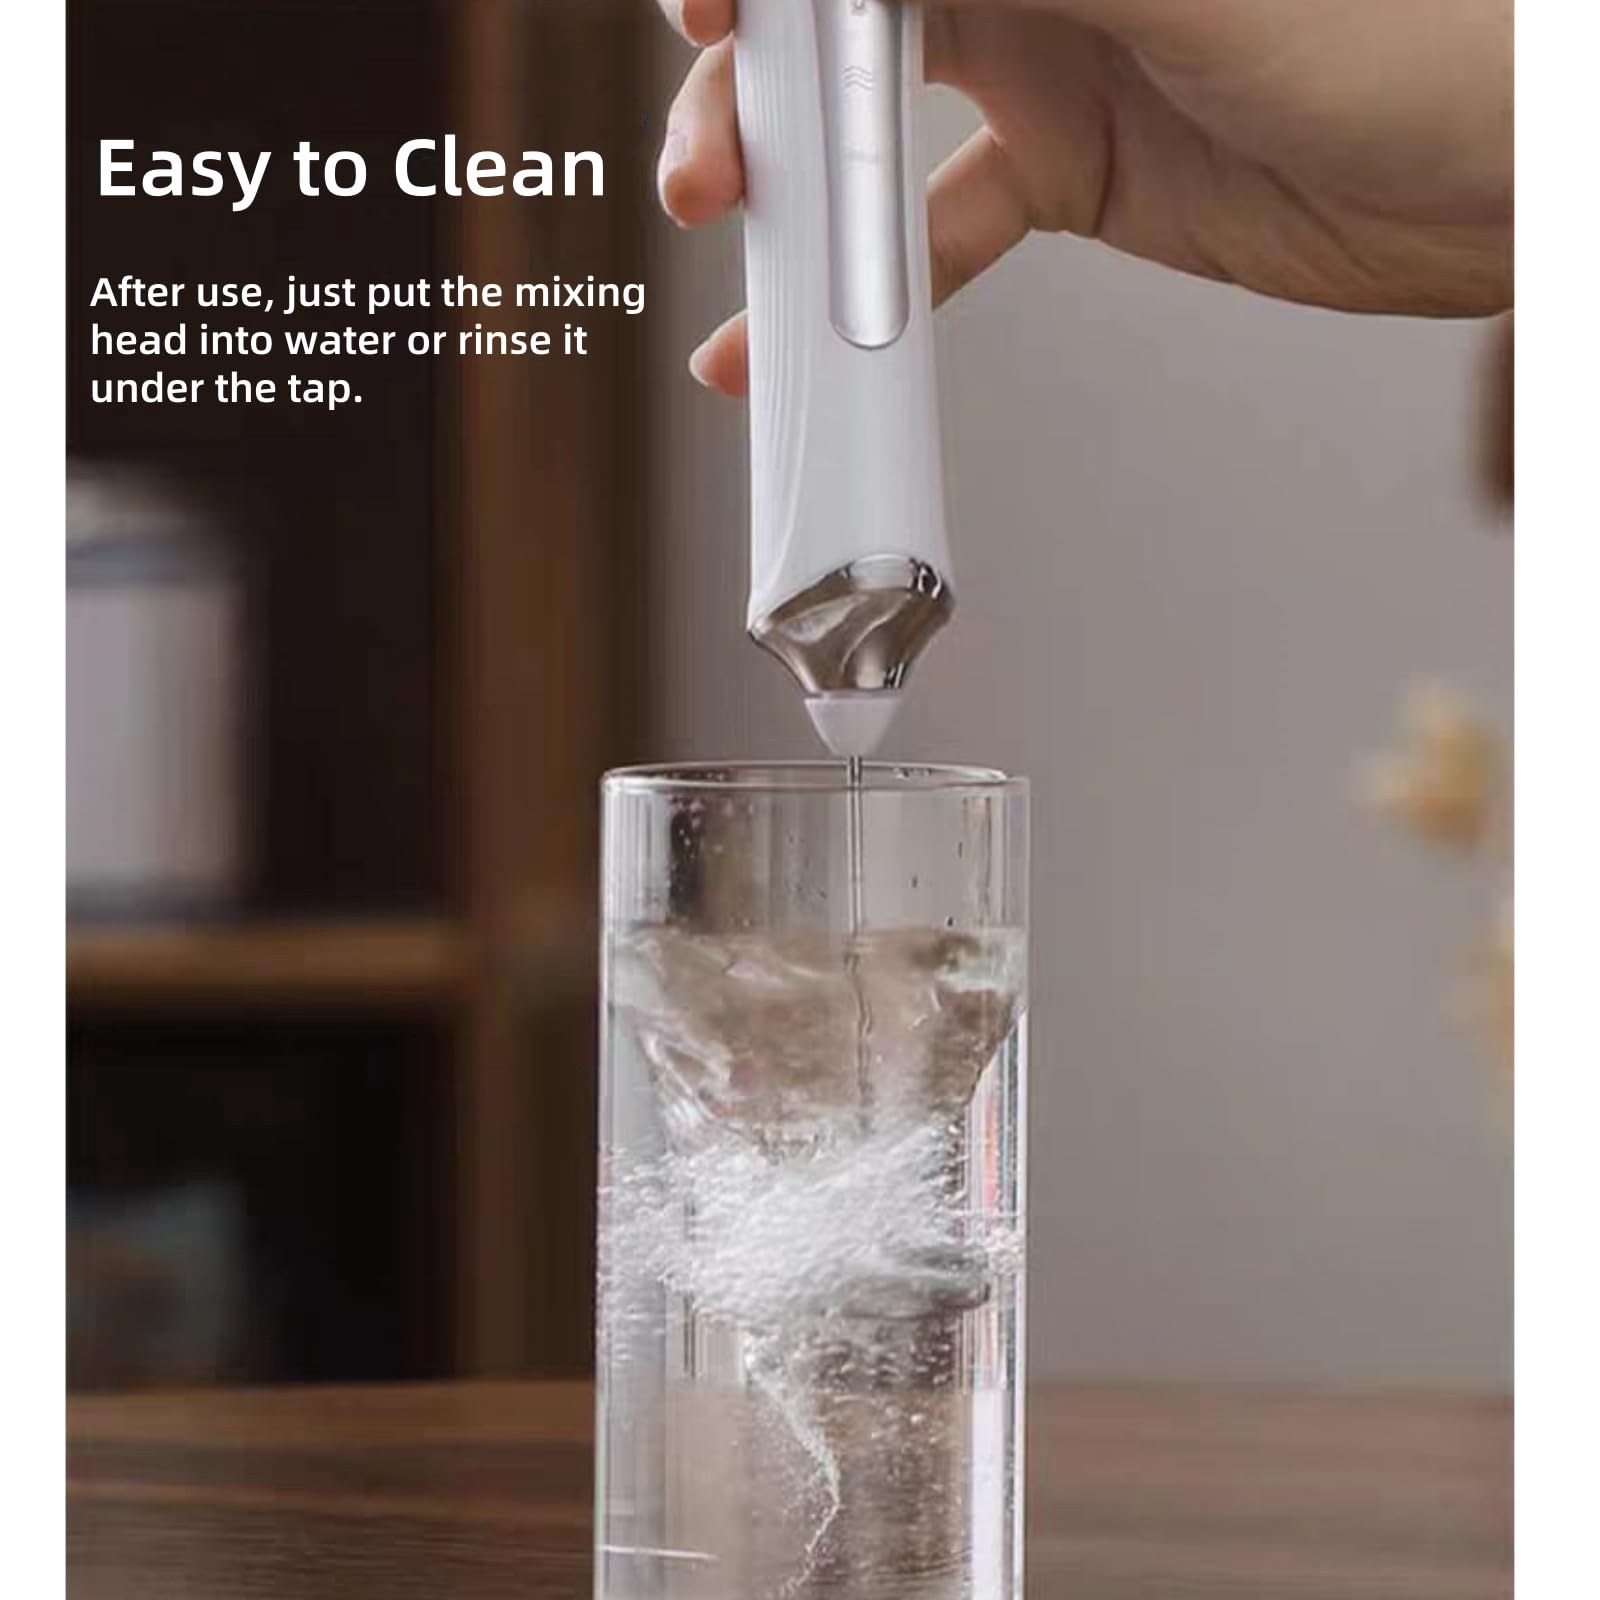 Easy to Clean
After use, just put the mixing
head into water or rinse it
under the tap.